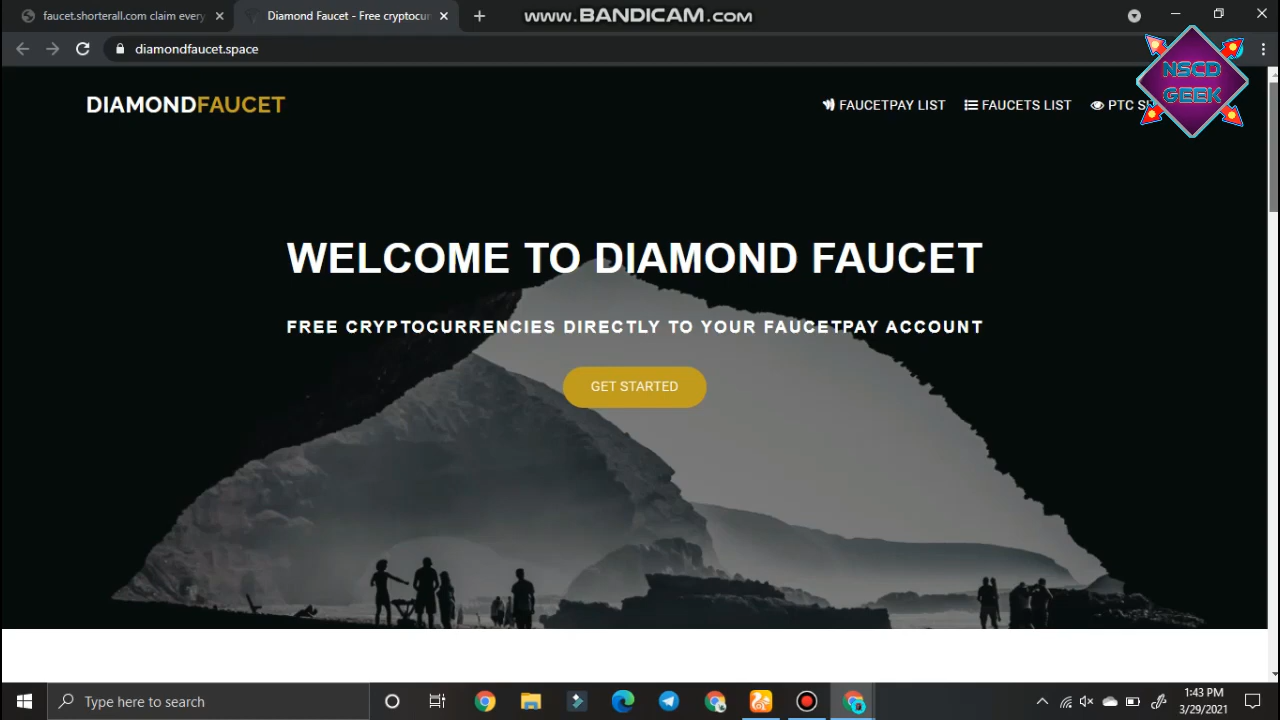 faucet.shorterall.com claim every
Diamond Faucet - Free cryptocur
www.BANDICAM.com
diamondfaucet.space
NSCD
GEEK
DIAMONDFAUCET
FAUCETPAY LIST
FAUCETS LIST
PTC
WELCOME TO DIAMOND FAUCET
FREE CRYPTOCURRENCIES DIRECTLY TO YOUR FAUCETPAY ACCOUNT
GET STARTED
Type here to search
1:43 PM
3/29/2021